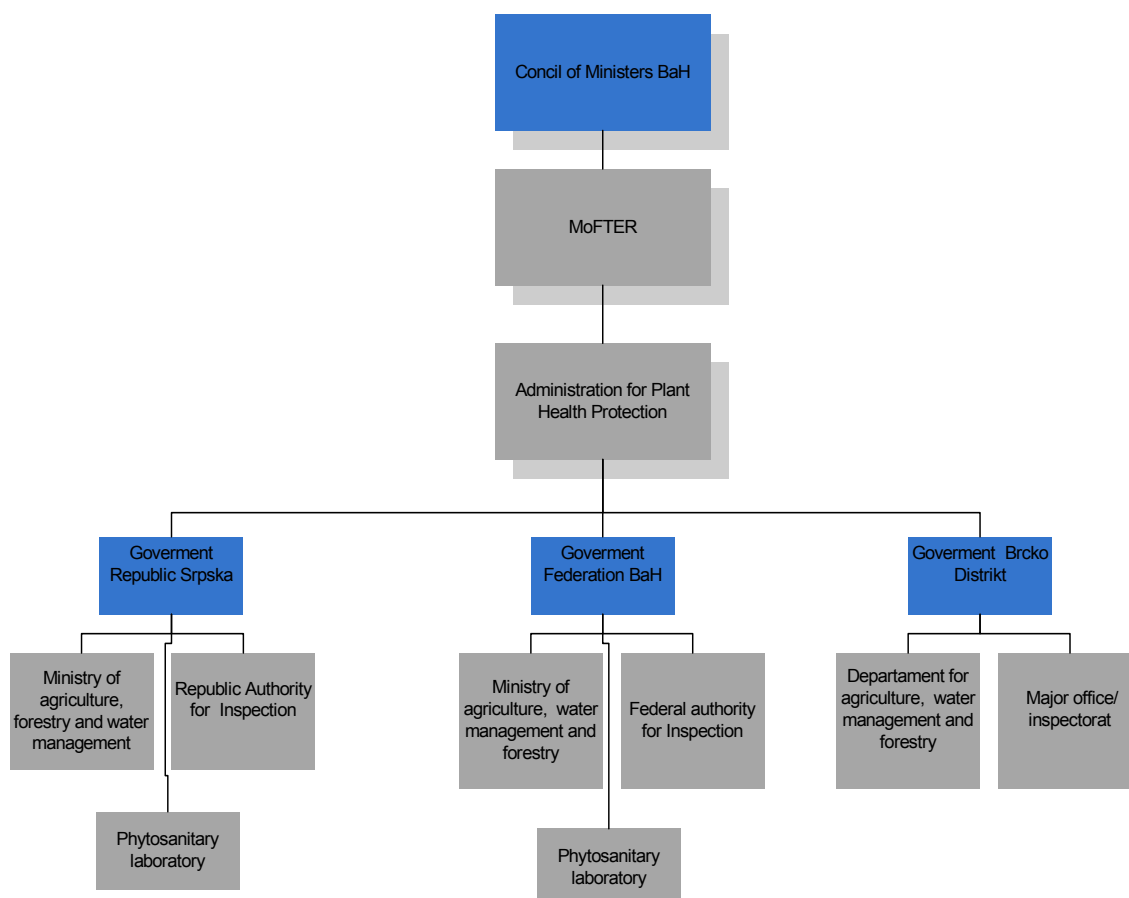 Concil of Ministers BaH
MoFTER
Administration for Plant
Health Protection
Goverment
Republic Srpska
Goverment
Federation BaH
Goverment Brcko
Distrikt
Ministry of
agriculture,
forestry and water
management
Republic Authority
for Inspection
Ministry of
agriculture, water
management and
forestry
Federal authority
for Inspection
Departament for
agriculture, water
management and
forestry
Major office/
inspectorat
Phytosanitary
laboratory
Phytosanitary
laboratory